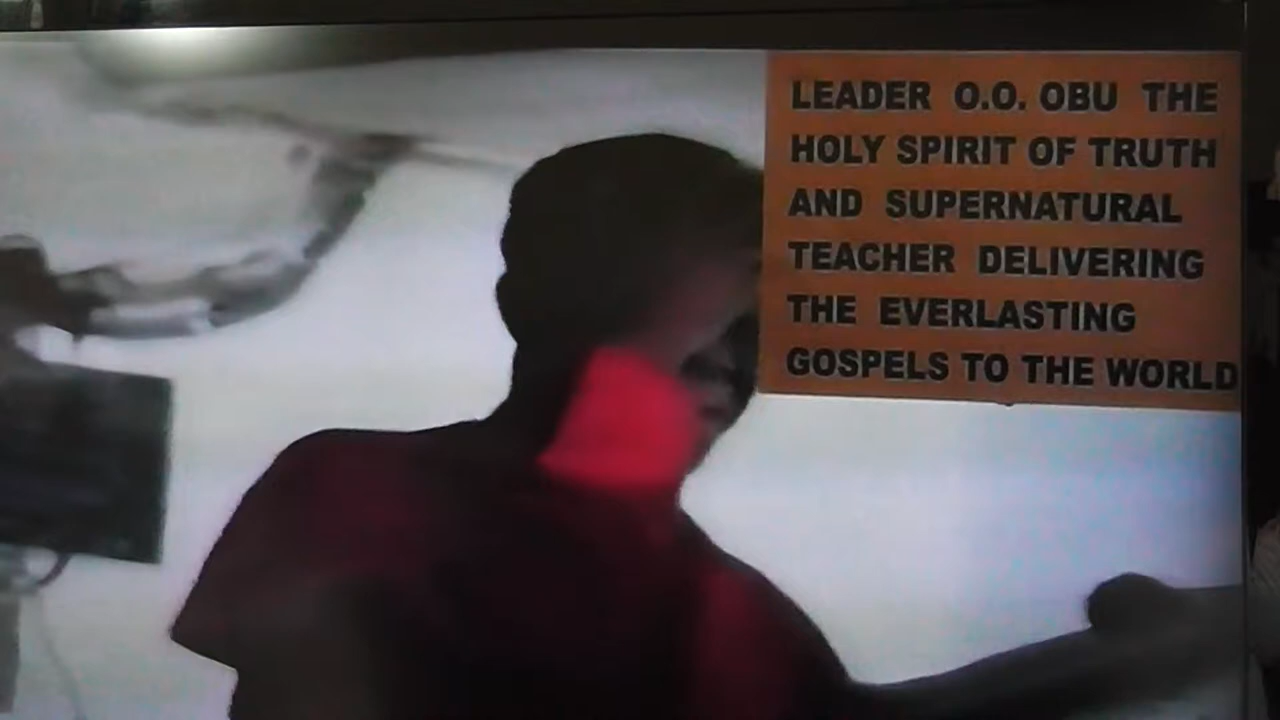 LEADER O.O. OBU THE
HOLY SPIRIT OF TRUTH
AND SUPERNATURAL
TEACHER DELIVERING
THE EVERLASTING
GOSPELS TO THE WORLD